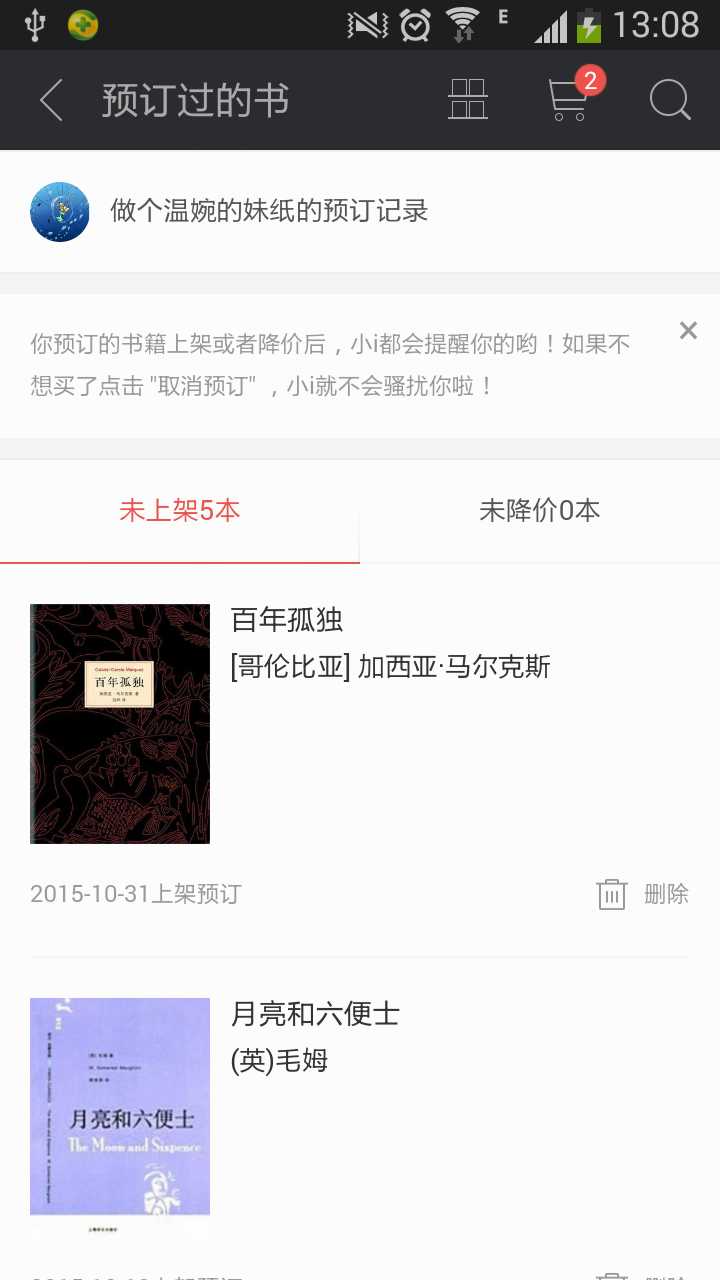 E 13:08
预订过的书
2
做个温婉的妹纸的预订记录
你预订的书籍上架或者降价后，小i都会提醒你的哟！如果不
想买了点击 "取消预订" ，小i就不会骚扰你啦！
未上架5本
未降价0本
Gabriel García Márquez
百年孤独
百年孤独
[哥伦比亚] 加西亚·马尔克斯
2015-10-31上架预订
删除
月亮和六便士
The Moon and Sixpence
月亮和六便士
(英)毛姆